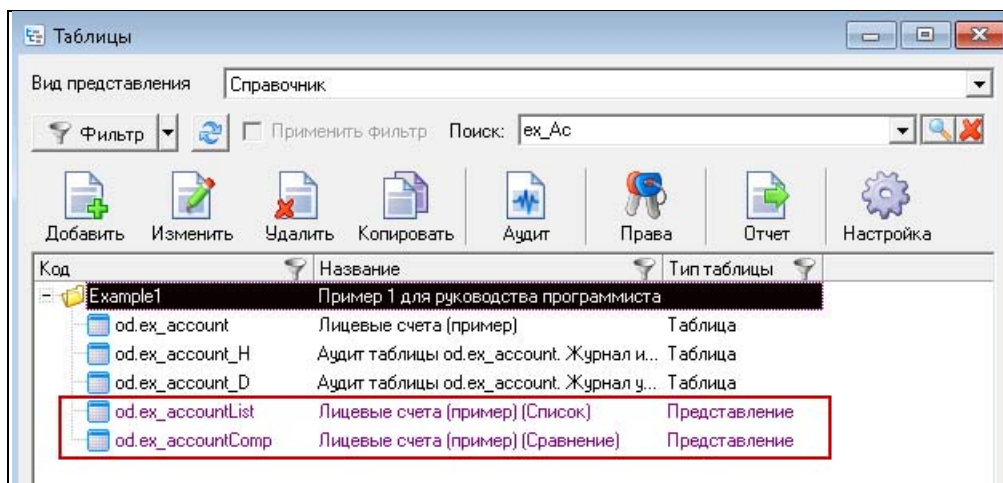 Таблицы
Вид представления Справочник
Фильтр Применить фильтр Поиск: ex_Ac
Добавить Изменить Удалить Копировать Аудит Права Отчет Настройка
Код Название Тип таблицы
Example1 Пример 1 для руководства программиста
od.ex_account Лицевые счета (пример) Таблица
od.ex_account_H Аудит таблицы od.ex_account. Журнал и... Таблица
od.ex_account_D Аудит таблицы od.ex_account. Журнал у... Таблица
od.ex_accountList Лицевые счета (пример) (Список) Представление
od.ex_accountComp Лицевые счета (пример) (Сравнение) Представление